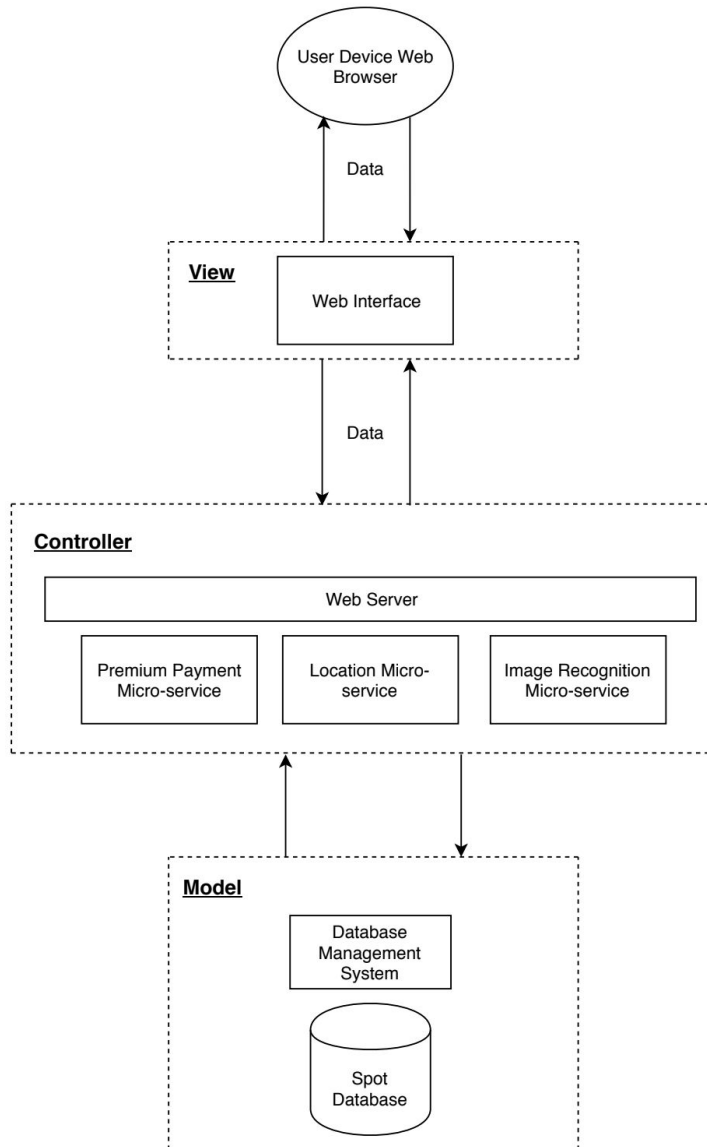 User Device Web
Browser
Data
View
Web Interface
Data
Controller
Web Server
Premium Payment
Micro-service
Location Micro-
service
Image Recognition
Micro-service
Model
Database
Management
System
Spot
Database